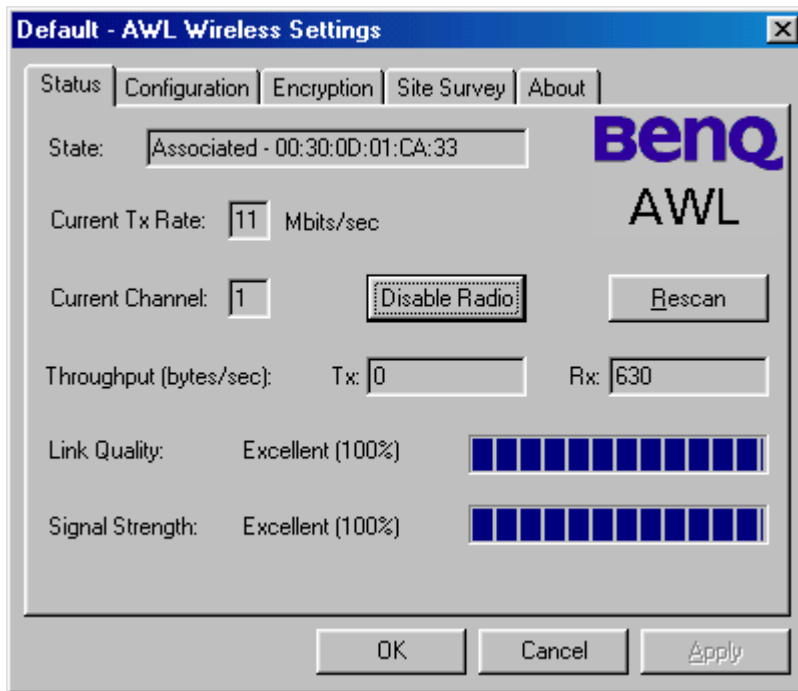 Default - AWL Wireless Settings
Status Configuration Encryption Site Survey About
State: Associated - 00:30:0D:01:CA:33
BenQ
AWL
Current Tx Rate: 11 Mbits/sec
Current Channel: 1 Disable Radio Rescan
Throughput (bytes/sec): Tx: 0 Rx: 630
Link Quality: Excellent (100%)
Signal Strength: Excellent (100%)
OK Cancel Apply